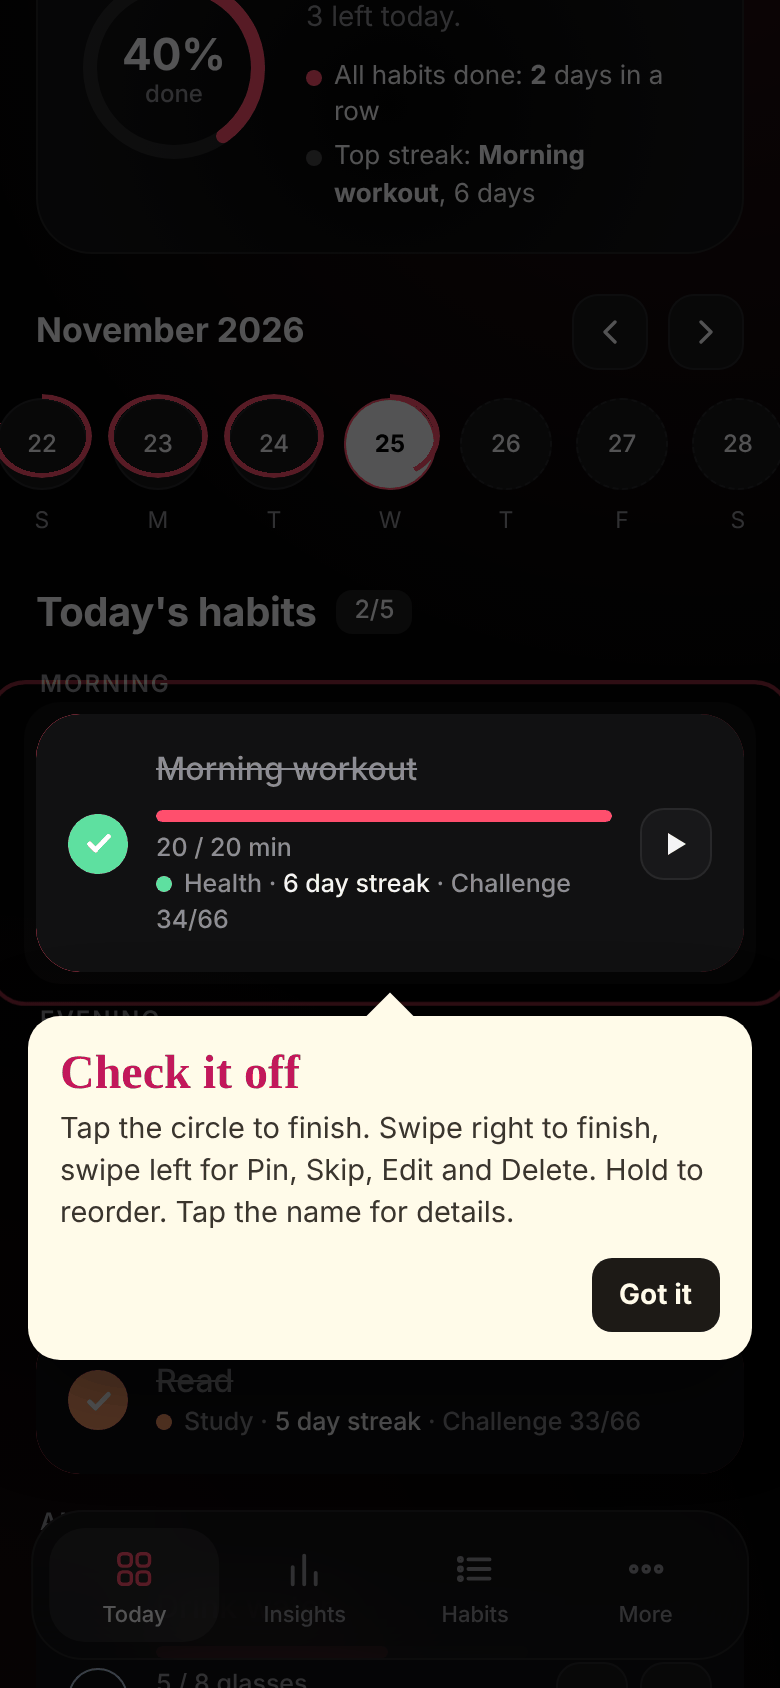 3 left today.
40%
done
All habits done: 2 days in a
row
Top streak: Morning
workout, 6 days
November 2026
22 23 24 25 26 27 28
S M T W T F S
Today's habits 2/5
MORNING
Morning workout
20 / 20 min
Health · 6 day streak · Challenge
34/66
EVENING
Check it off
Tap the circle to finish. Swipe right to finish,
swipe left for Pin, Skip, Edit and Delete. Hold to
reorder. Tap the name for details.
Got it
Read
Study · 5 day streak · Challenge 33/66
Today Insights Habits More
5 / 8 glasses